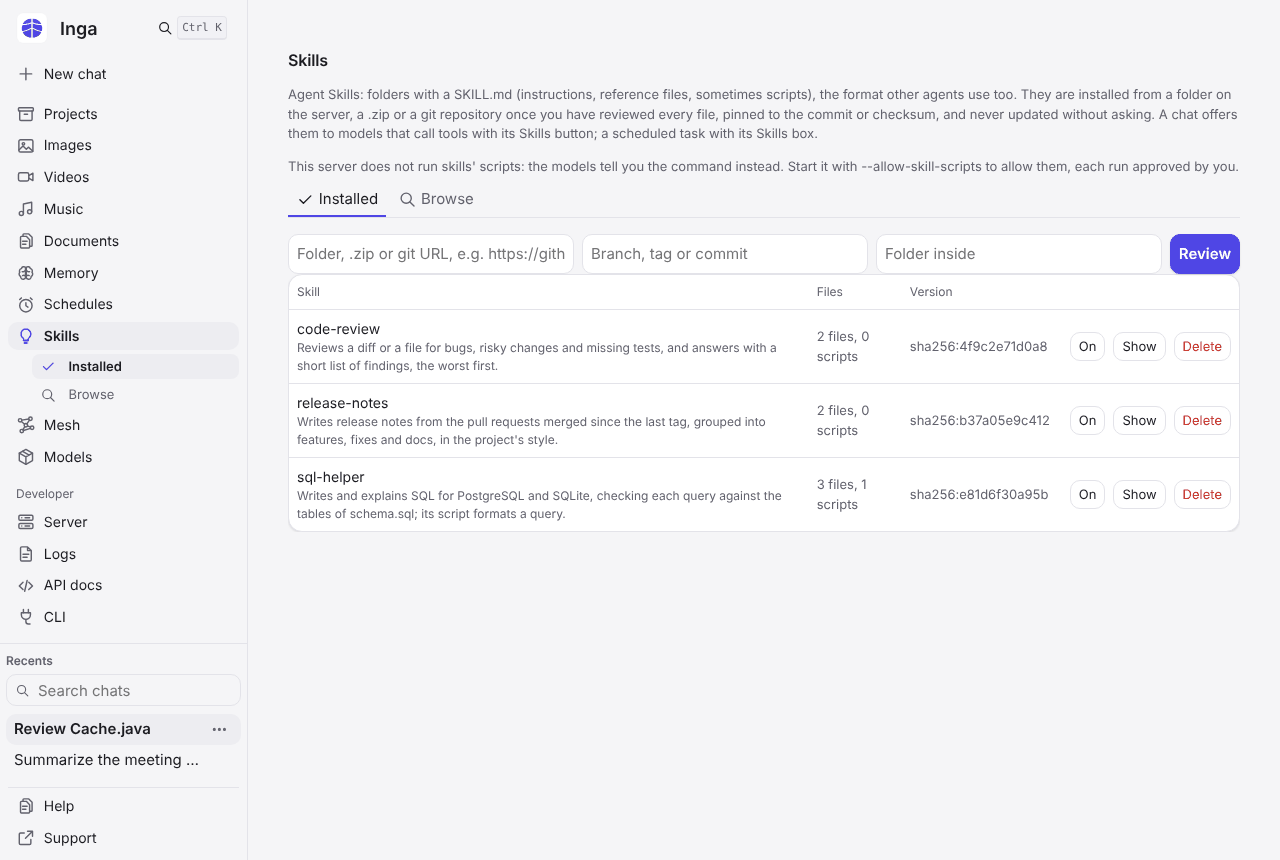 Inga
Ctrl K
New chat
Projects
Images
Videos
Music
Documents
Memory
Schedules
Skills
Installed
Browse
Mesh
Models
Developer
Server
Logs
API docs
CLI
Recents
Search chats
Review Cache.java
Summarize the meeting ...
Help
Support
Skills
Agent Skills: folders with a SKILL.md (instructions, reference files, sometimes scripts), the format other agents use too. They are installed from a folder on
the server, a .zip or a git repository once you have reviewed every file, pinned to the commit or checksum, and never updated without asking. A chat offers
them to models that call tools with its Skills button; a scheduled task with its Skills box.
This server does not run skills' scripts: the models tell you the command instead. Start it with --allow-skill-scripts to allow them, each run approved by you.
Installed Browse
Folder, .zip or git URL, e.g. https://gith Branch, tag or commit Folder inside Review
Skill Files Version
code-review
Reviews a diff or a file for bugs, risky changes and missing tests, and answers with a
short list of findings, the worst first.
2 files, 0
scripts
sha256:4f9c2e71d0a8 On Show Delete
release-notes
Writes release notes from the pull requests merged since the last tag, grouped into
features, fixes and docs, in the project's style.
2 files, 0
scripts
sha256:b37a05e9c412 On Show Delete
sql-helper
Writes and explains SQL for PostgreSQL and SQLite, checking each query against the
tables of schema.sql; its script formats a query.
3 files, 1
scripts
sha256:e81d6f30a95b On Show Delete